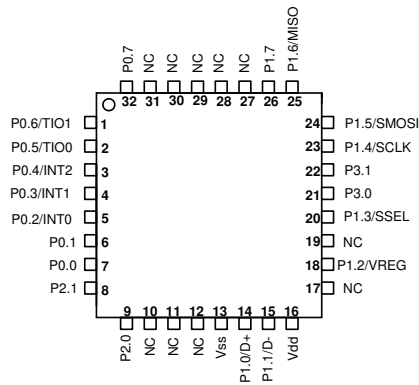 P0.7
NC
NC
NC
NC
NC
P1.7
P1.6/MISO
32
31
30
29
28
27
26
25
P0.6/TIO1 1
P0.5/TIO0 2
P0.4/INT2 3
P0.3/INT1 4
P0.2/INT0 5
P0.1 6
P0.0 7
P2.1 8
24 P1.5/SMOSI
23 P1.4/SCLK
22 P3.1
21 P3.0
20 P1.3/SSEL
19 NC
18 P1.2/VREG
17 NC
9
10
11
12
13
14
15
16
P2.0
NC
NC
NC
Vss
P1.0/D+
P1.1/D-
Vdd